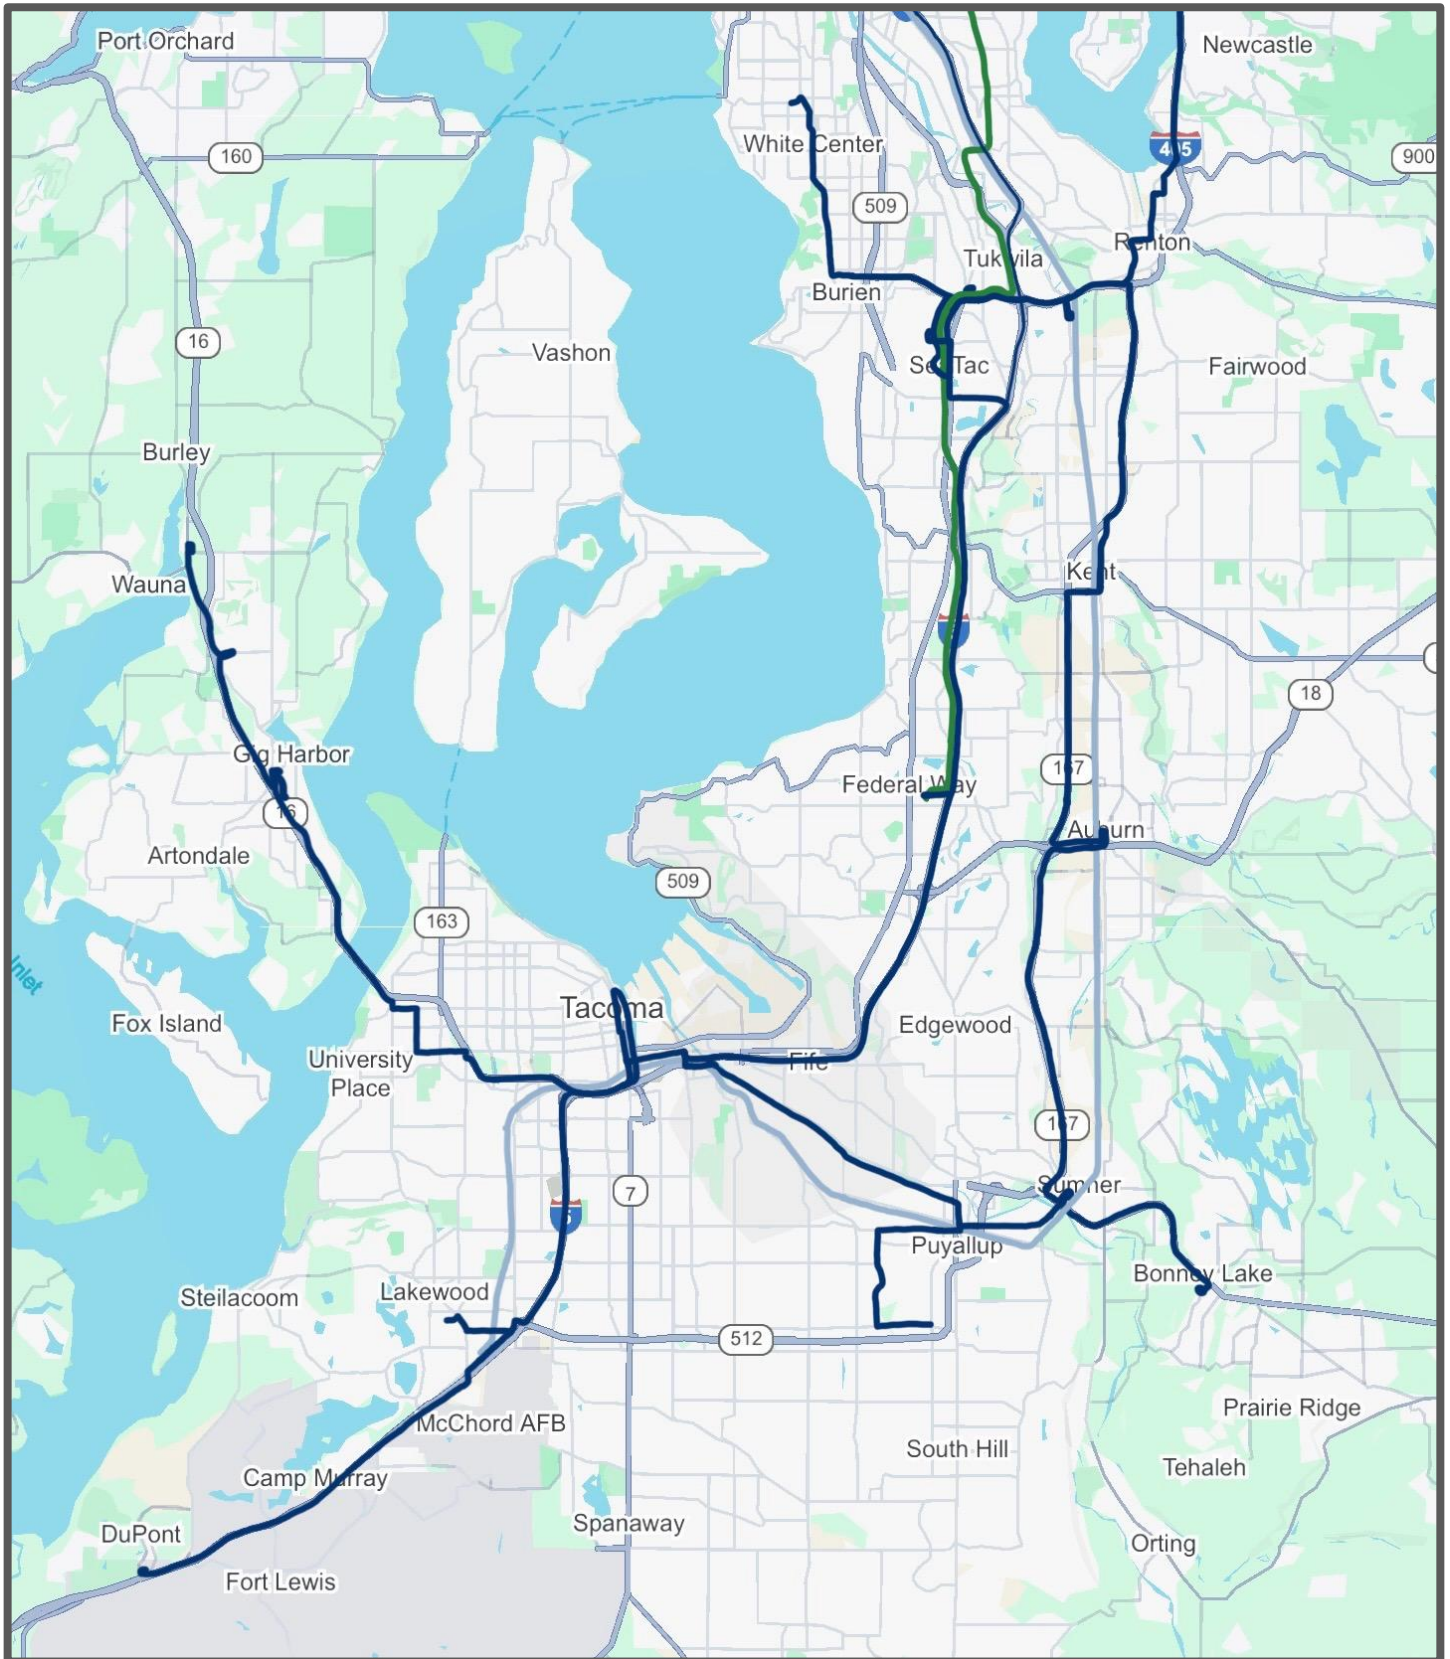 Port Orchard
Newcastle
White Center
405
160
900
509
Renton
Tukwila
Burien
16
Vashon
SeaTac
Fairwood
Burley
Kent
Wauna
18
Gig Harbor
167
Federal Way
16
Auburn
Artondale
509
163
Inlet
Tacoma
Fox Island
Edgewood
University
Place
Fife
167
Sumner
7
5
Puyallup
Bonney Lake
Steilacoom
Lakewood
512
Prairie Ridge
McChord AFB
South Hill
Tehaleh
Camp Murray
Spanaway
DuPont
Orting
Fort Lewis